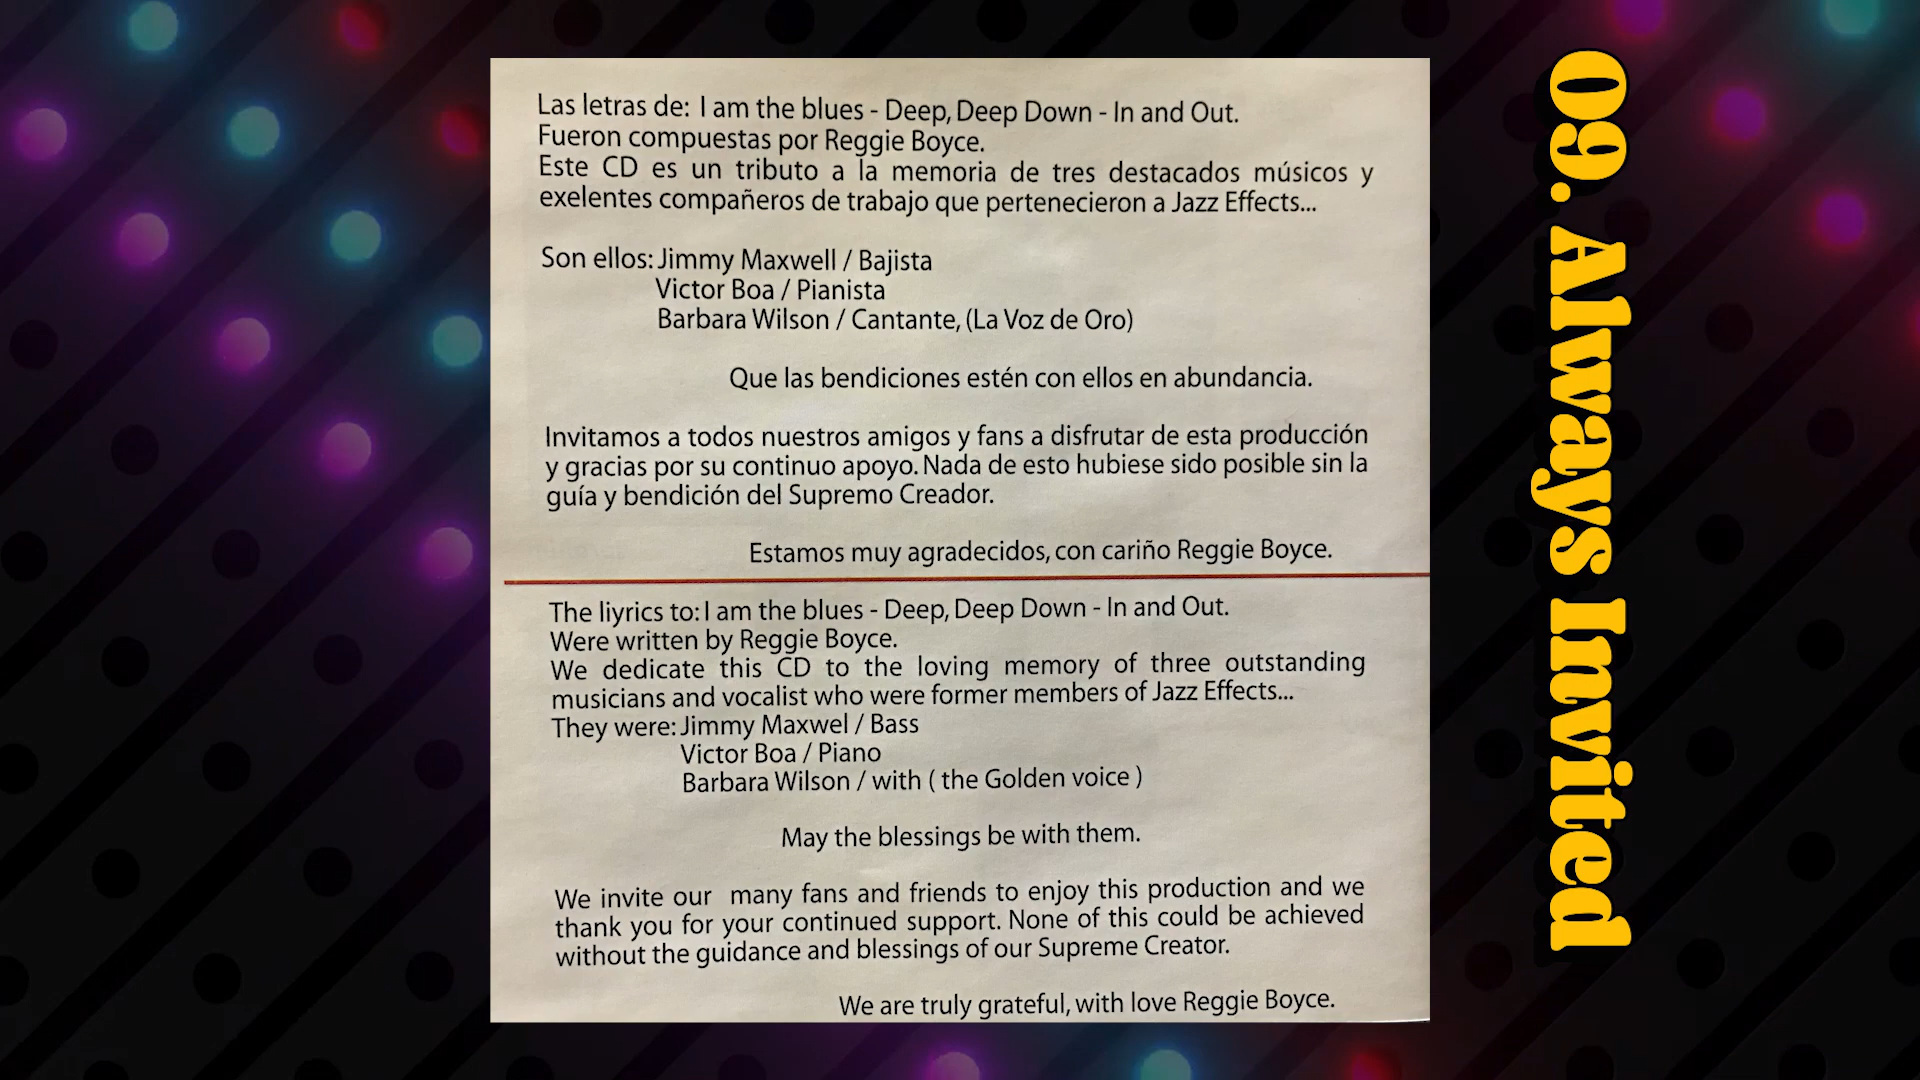 Las letras de: I am the blues - Deep, Deep Down - In and Out.
Fueron compuestas por Reggie Boyce.
Este CD es un tributo a la memoria de tres destacados músicos y
exelentes compañeros de trabajo que pertenecieron a Jazz Effects...
Son ellos: Jimmy Maxwell / Bajista
Victor Boa / Pianista
Barbara Wilson / Cantante, (La Voz de Oro)
Que las bendiciones estén con ellos en abundancia.
Invitamos a todos nuestros amigos y fans a disfrutar de esta producción
y gracias por su continuo apoyo. Nada de esto hubiese sido posible sin la
guía y bendición del Supremo Creador.
Estamos muy agradecidos, con cariño Reggie Boyce.
The liyrics to: I am the blues - Deep, Deep Down - In and Out.
Were written by Reggie Boyce.
We dedicate this CD to the loving memory of three outstanding
musicians and vocalist who were former members of Jazz Effects...
They were: Jimmy Maxwel / Bass
Victor Boa / Piano
Barbara Wilson / with ( the Golden voice )
May the blessings be with them.
We invite our many fans and friends to enjoy this production and we
thank you for your continued support. None of this could be achieved
without the guidance and blessings of our Supreme Creator.
We are truly grateful, with love Reggie Boyce.
09. Always Invited